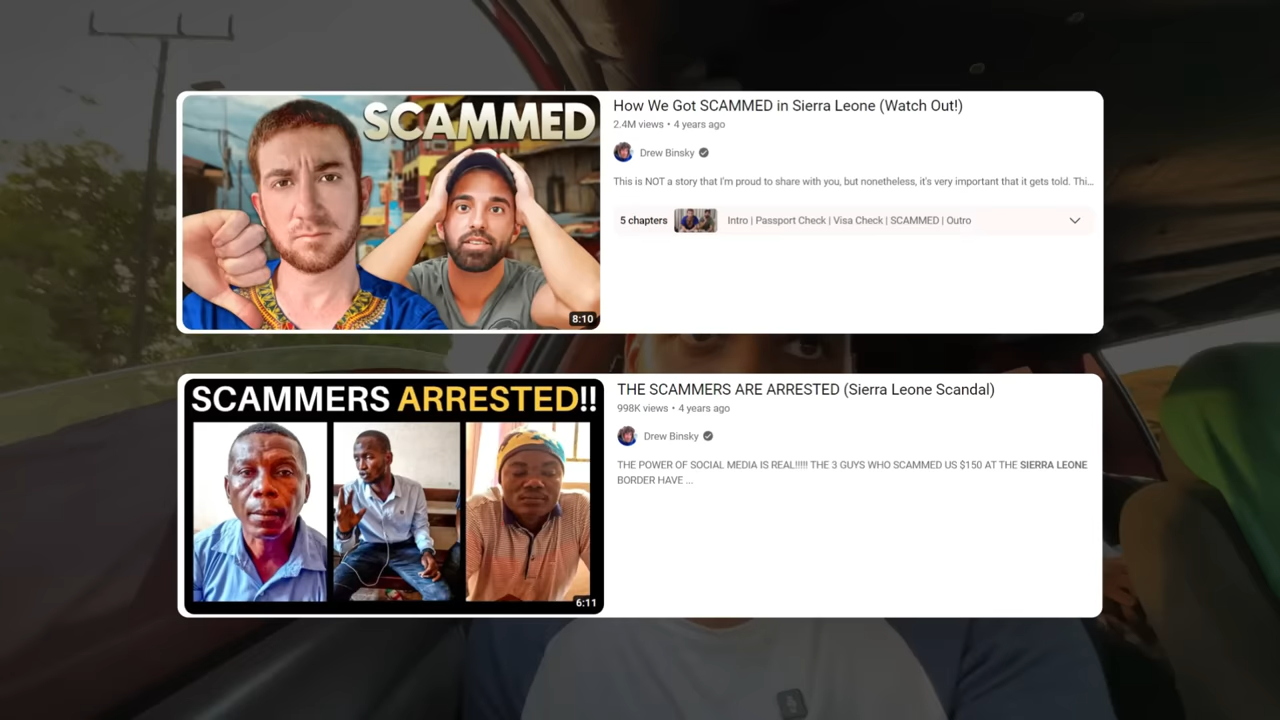 SCAMMED
8:10
How We Got SCAMMED in Sierra Leone (Watch Out!)
2.4M views • 4 years ago
Drew Binsky
This is NOT a story that I'm proud to share with you, but nonetheless, it's very important that it gets told. Thi...
5 chapters
Intro | Passport Check | Visa Check | SCAMMED | Outro
SCAMMERS ARRESTED!!
6:11
THE SCAMMERS ARE ARRESTED (Sierra Leone Scandal)
998K views • 4 years ago
Drew Binsky
THE POWER OF SOCIAL MEDIA IS REAL!!!!! THE 3 GUYS WHO SCAMMED US $150 AT THE SIERRA LEONE
BORDER HAVE ...